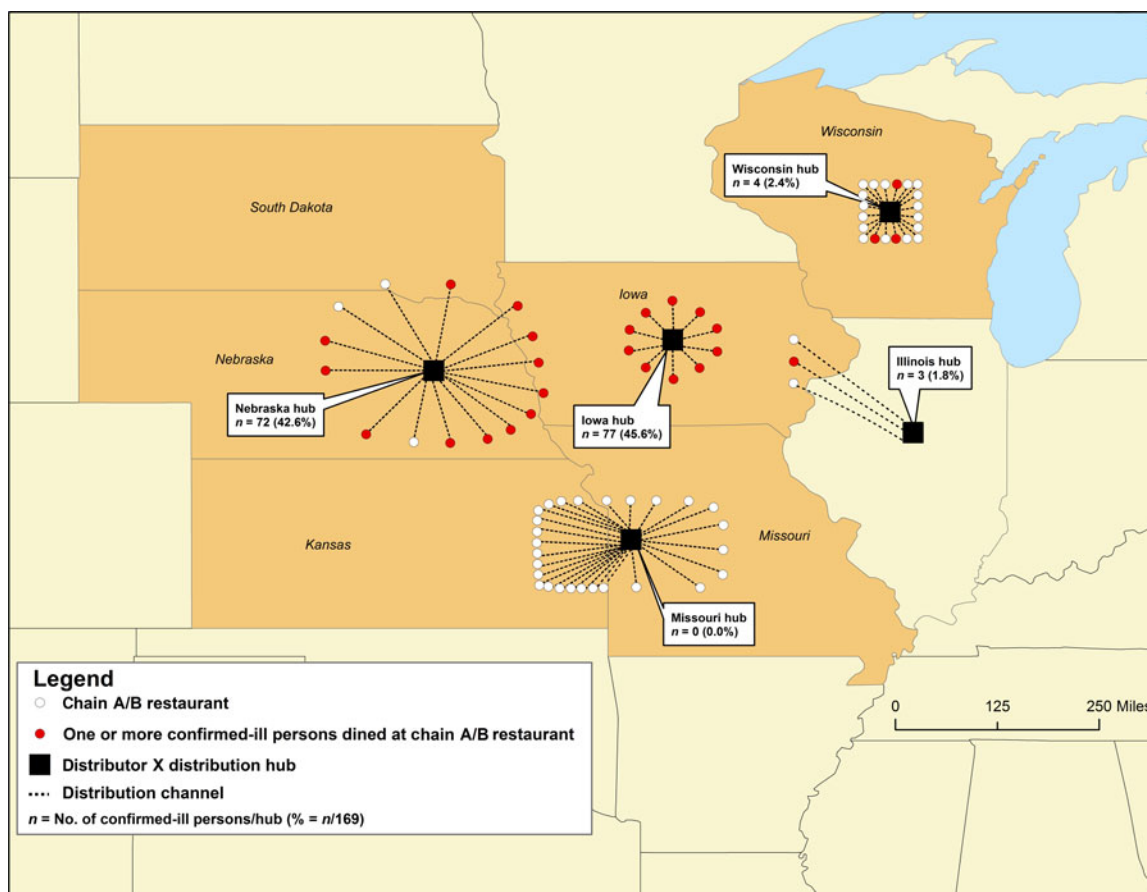 Wisconsin
Wisconsin hub
n = 4 (2.4%)
South Dakota
Iowa
Nebraska
Illinois hub
n = 3 (1.8%)
Nebraska hub
n = 72 (42.6%)
Iowa hub
n = 77 (45.6%)
Kansas
Missouri
Missouri hub
n = 0 (0.0%)
Legend
Chain A/B restaurant
One or more confirmed-ill persons dined at chain A/B restaurant
Distributor X distribution hub
Distribution channel
n = No. of confirmed-ill persons/hub (% = n/169)
0 125 250 Miles